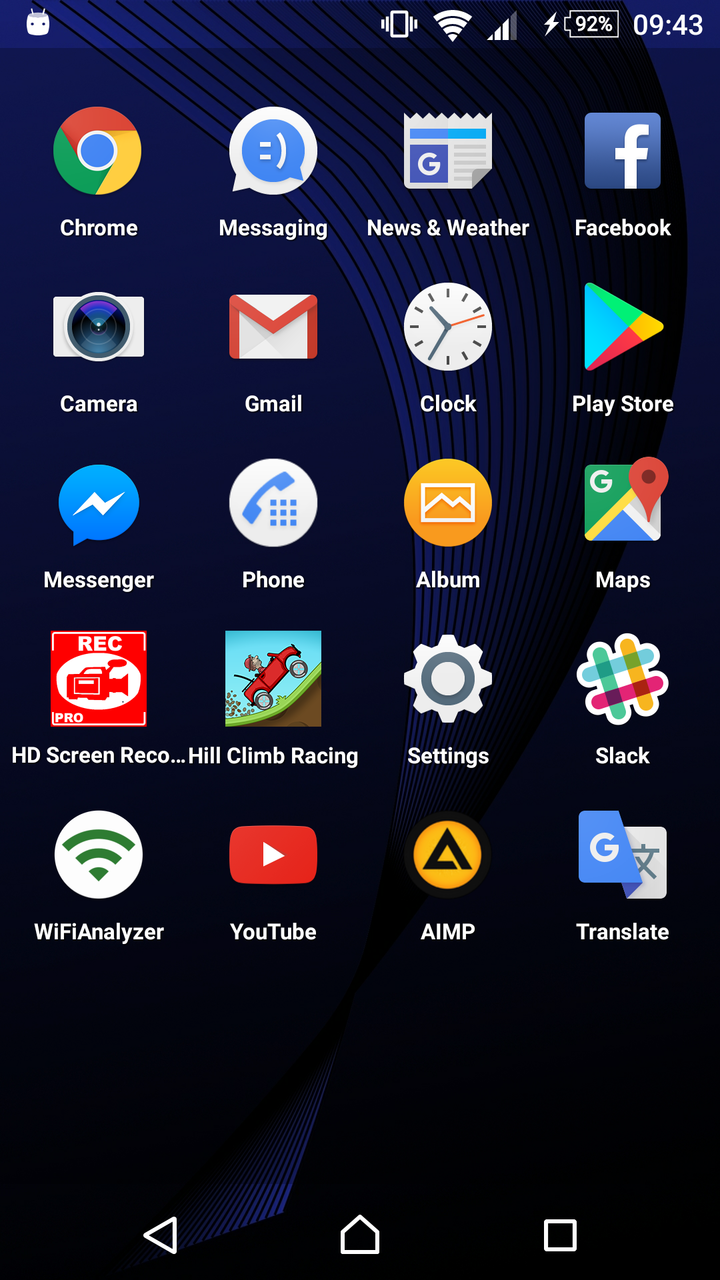 92% 09:43
Chrome Messaging News & Weather Facebook
Camera Gmail Clock Play Store
Messenger Phone Album Maps
REC
PRO
HD Screen Reco... Hill Climb Racing Settings Slack
WiFiAnalyzer YouTube AIMP Translate
G
G
G 文